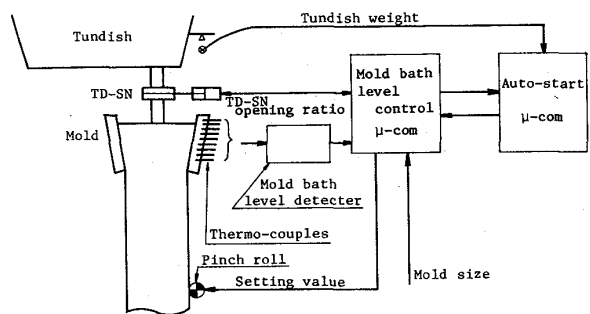 Tundish weight
Tundish
TD-SN
TD-SN
opening ratio
Mold bath
level
control
μ-com
Auto-start
μ-com
Mold
Mold bath
level detecter
Thermo-couples
Pinch roll
Setting value
Mold size